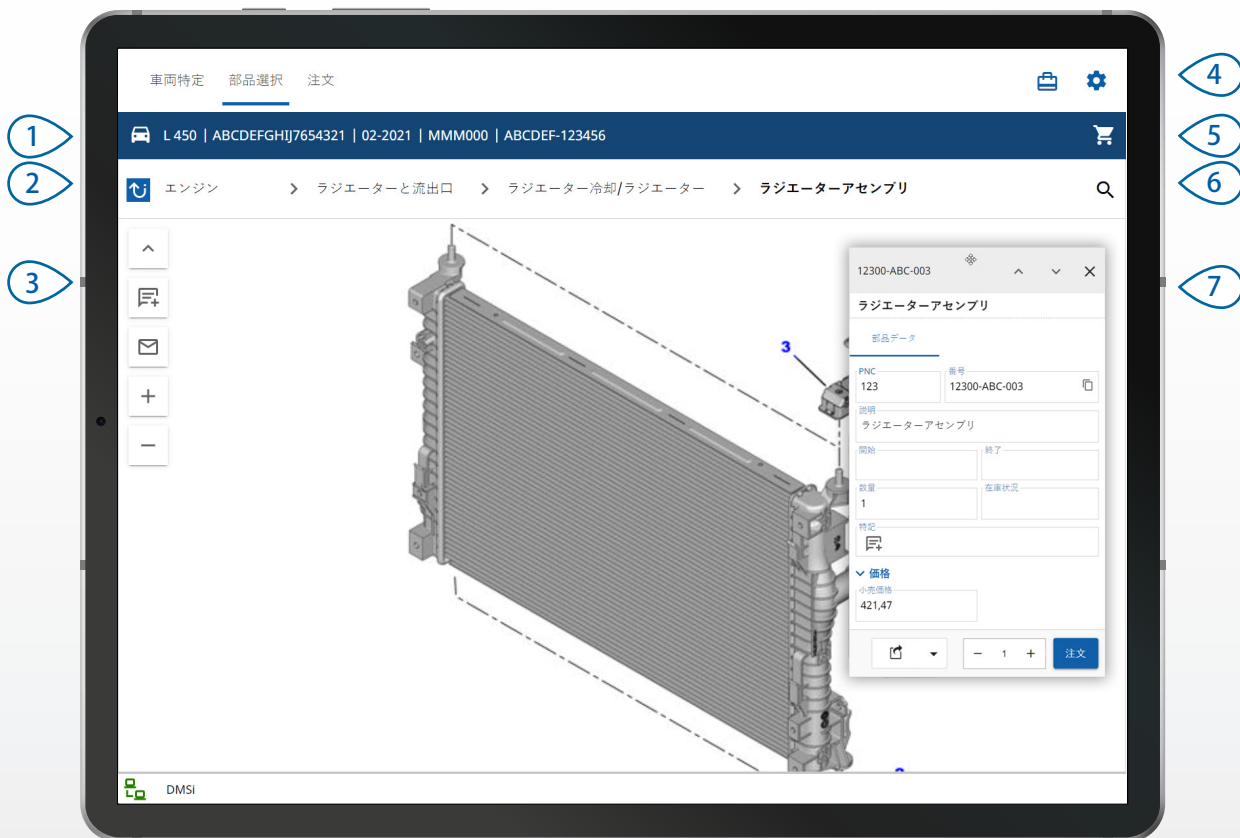 車両特定 部品選択 注文
4
1
L 450 | ABCDEFGHIJ7654321 | 02-2021 | MMM000 | ABCDEF-123456
5
2
エンジン > ラジエーターと流出口 > ラジエーター冷却/ラジエーター > ラジエーターアセンブリ
6
3
7
12300-ABC-003
ラジエーターアセンブリ
部品データ
PNC 番号
123 12300-ABC-003
説明
ラジエーターアセンブリ
開始 終了
数量 在庫状況
1
特記
価格
小売価格
421,47
- 1 + 注文
3
DMSi